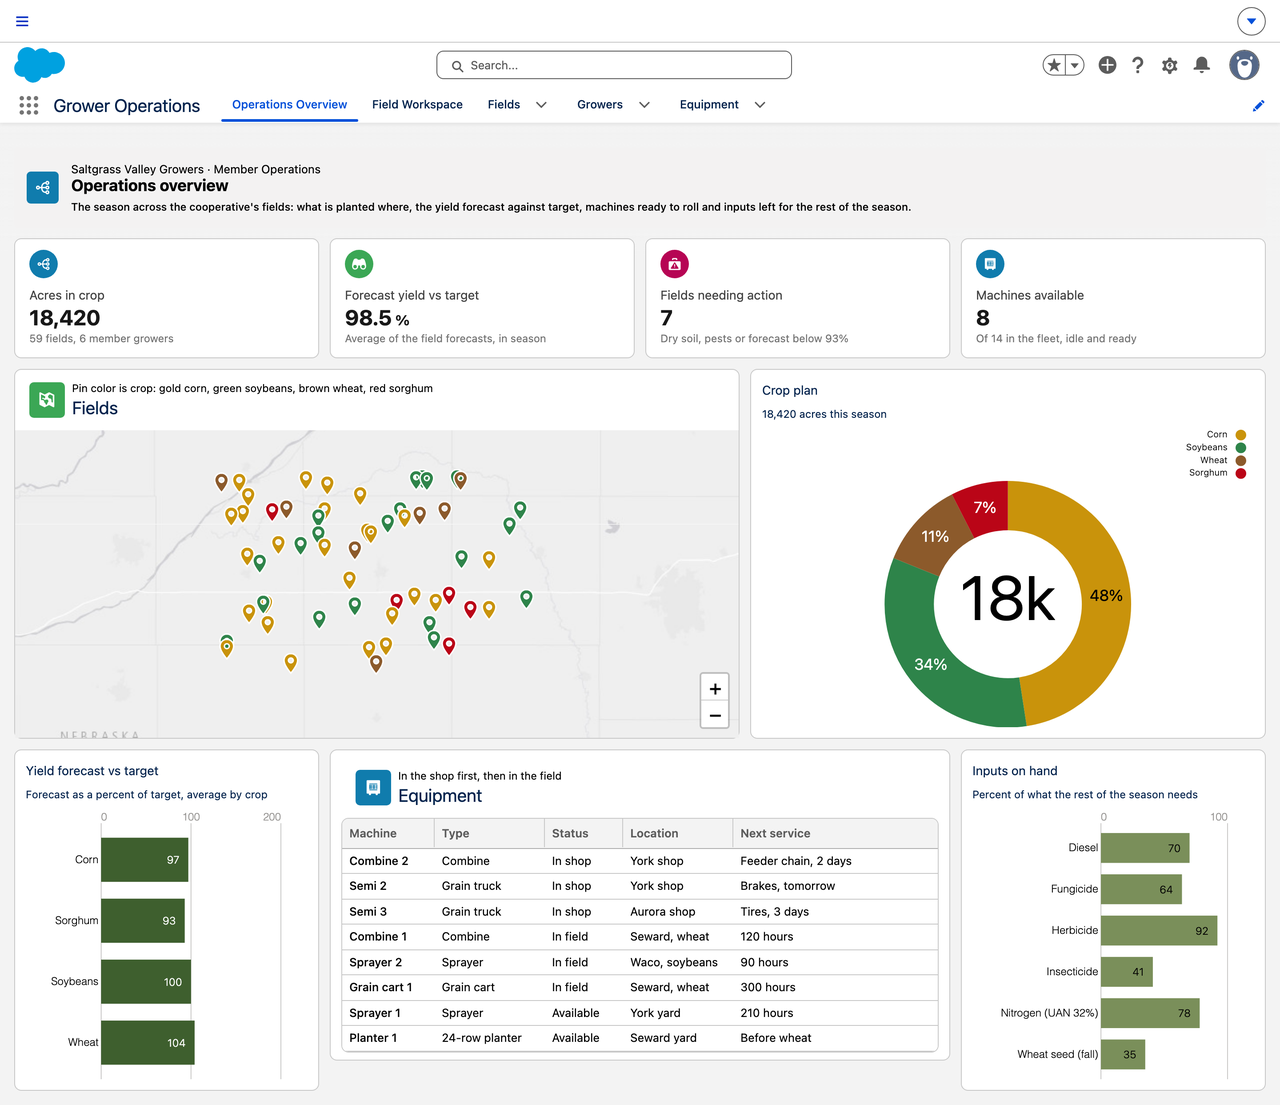 Search...
Grower Operations
Operations Overview
Field Workspace
Fields
Growers
Equipment
Saltgrass Valley Growers · Member Operations
Operations overview
The season across the cooperative's fields: what is planted where, the yield forecast against target, machines ready to roll and inputs left for the rest of the season.
Acres in crop
18,420
59 fields, 6 member growers
Forecast yield vs target
98.5 %
Average of the field forecasts, in season
Fields needing action
7
Dry soil, pests or forecast below 93%
Machines available
8
Of 14 in the fleet, idle and ready
Pin color is crop: gold corn, green soybeans, brown wheat, red sorghum
Fields
NEBRASKA
+
−
Crop plan
18,420 acres this season
Corn
Soybeans
Wheat
Sorghum
7%
11%
48%
34%
18k
Yield forecast vs target
Forecast as a percent of target, average by crop
0 100 200
Corn 97
Sorghum 93
Soybeans 100
Wheat 104
In the shop first, then in the field
Equipment
Machine Type Status Location Next service
Combine 2 Combine In shop York shop Feeder chain, 2 days
Semi 2 Grain truck In shop York shop Brakes, tomorrow
Semi 3 Grain truck In shop Aurora shop Tires, 3 days
Combine 1 Combine In field Seward, wheat 120 hours
Sprayer 2 Sprayer In field Waco, soybeans 90 hours
Grain cart 1 Grain cart In field Seward, wheat 300 hours
Sprayer 1 Sprayer Available York yard 210 hours
Planter 1 24-row planter Available Seward yard Before wheat
Inputs on hand
Percent of what the rest of the season needs
0 100
Diesel 70
Fungicide 64
Herbicide 92
Insecticide 41
Nitrogen (UAN 32%) 78
Wheat seed (fall) 35